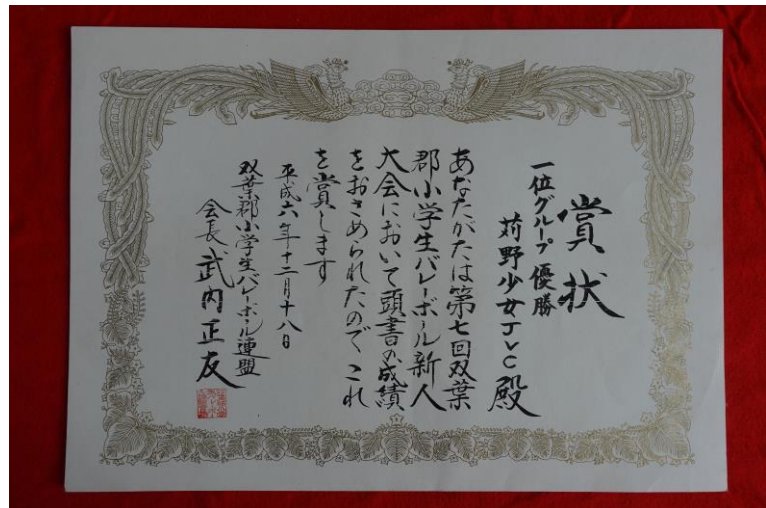 賞状
一位グループ優勝
苅野少女JVC殿
あなたがたは第七回双葉
郡小学生バレーボール新人
大会において頭書の成績
をおさめられたのでこれ
を賞します
平成六年十二月十八日
双葉郡小学生バレーボール連盟
会長武内正友